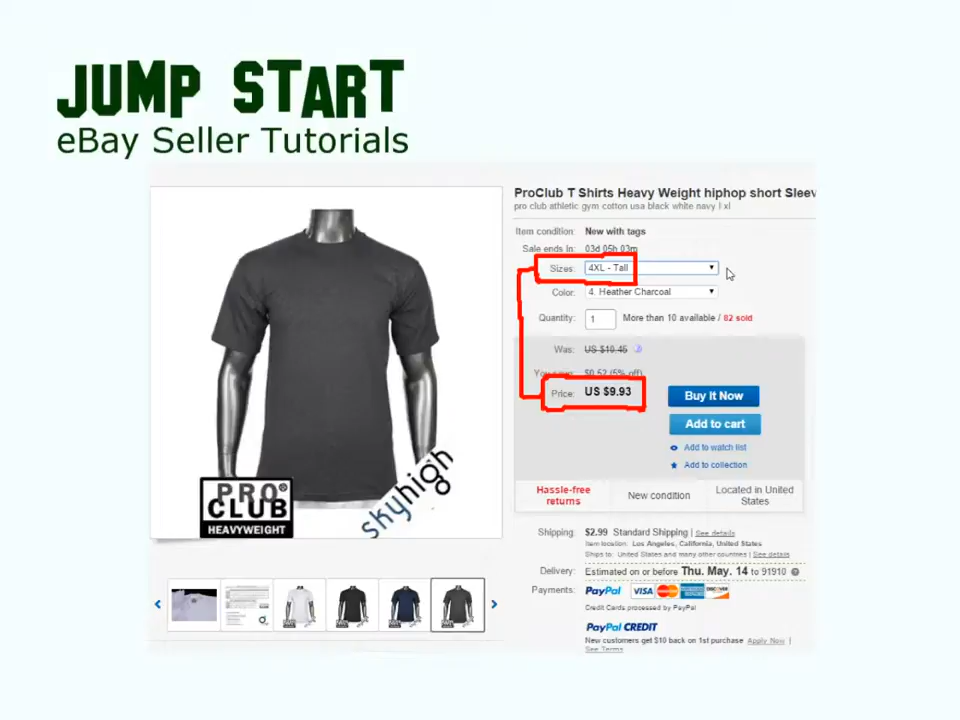 JUMP START
eBay Seller Tutorials
ProClub T Shirts Heavy Weight hiphop short Sleev
pro club athletic gym cotton usa black white navy l xl
Item condition: New with tags
Sale ends in: 03d 05h 03m
Sizes: 4XL - Tall
Color: 4. Heather Charcoal
Quantity: 1 More than 10 available / 82 sold
Was: US $10.45
$0.52 (5% off)
Price: US $9.93
Buy It Now
Add to cart
Add to watch list
Add to collection
Hassle-free returns
New condition
Located in United States
Shipping: $2.99 Standard Shipping | See details
Item location: Los Angeles, California, United States
Ships to: United States and many other countries | See details
Delivery: Estimated on or before Thu. May. 14 to 91910
Payments: PayPal VISA MasterCard DISCOVER
Credit Cards processed by PayPal
PayPal CREDIT
New customers get $10 back on 1st purchase Apply Now |
See Terms
PRO CLUB®
HEAVYWEIGHT
skyhigh